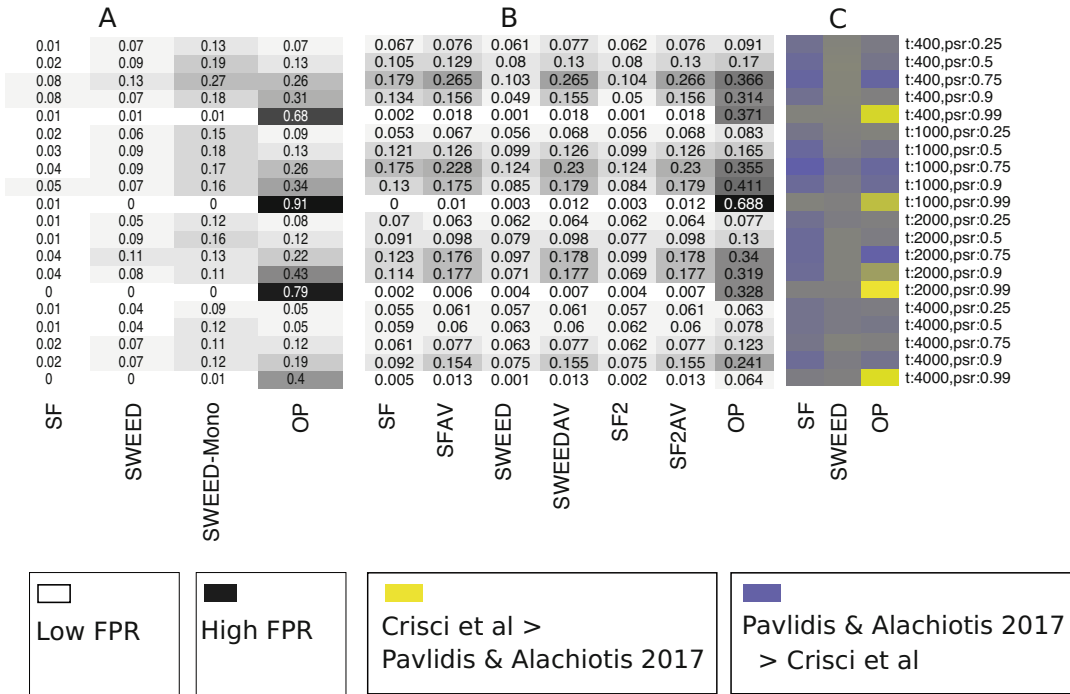 A B C
0.01 0.07 0.13 0.07 0.067 0.076 0.061 0.077 0.062 0.076 0.091 t:400,psr:0.25
0.02 0.09 0.19 0.13 0.105 0.129 0.08 0.13 0.08 0.13 0.17 t:400,psr:0.5
0.08 0.13 0.27 0.26 0.179 0.265 0.103 0.265 0.104 0.266 0.366 t:400,psr:0.75
0.08 0.07 0.18 0.31 0.134 0.156 0.049 0.155 0.05 0.156 0.314 t:400,psr:0.9
0.01 0.01 0.01 0.68 0.002 0.018 0.001 0.018 0.001 0.018 0.371 t:400,psr:0.99
0.02 0.06 0.15 0.09 0.053 0.067 0.056 0.068 0.056 0.068 0.083 t:1000,psr:0.25
0.03 0.09 0.18 0.13 0.121 0.126 0.099 0.126 0.099 0.126 0.165 t:1000,psr:0.5
0.04 0.09 0.17 0.26 0.175 0.228 0.124 0.23 0.124 0.23 0.355 t:1000,psr:0.75
0.05 0.07 0.16 0.34 0.13 0.175 0.085 0.179 0.084 0.179 0.411 t:1000,psr:0.9
0.01 0 0 0.91 0 0.01 0.003 0.012 0.003 0.012 0.688 t:1000,psr:0.99
0.01 0.05 0.12 0.08 0.07 0.063 0.062 0.064 0.062 0.064 0.077 t:2000,psr:0.25
0.01 0.09 0.16 0.12 0.091 0.098 0.079 0.098 0.077 0.098 0.13 t:2000,psr:0.5
0.04 0.11 0.13 0.22 0.123 0.176 0.097 0.178 0.099 0.178 0.34 t:2000,psr:0.75
0.04 0.08 0.11 0.43 0.114 0.177 0.071 0.177 0.069 0.177 0.319 t:2000,psr:0.9
0 0 0 0.79 0.002 0.006 0.004 0.007 0.004 0.007 0.328 t:2000,psr:0.99
0.01 0.04 0.09 0.05 0.055 0.061 0.057 0.061 0.057 0.061 0.063 t:4000,psr:0.25
0.01 0.04 0.12 0.05 0.059 0.06 0.063 0.06 0.062 0.06 0.078 t:4000,psr:0.5
0.02 0.07 0.11 0.12 0.061 0.077 0.063 0.077 0.062 0.077 0.123 t:4000,psr:0.75
0.02 0.07 0.12 0.19 0.092 0.154 0.075 0.155 0.075 0.155 0.241 t:4000,psr:0.9
0 0 0.01 0.4 0.005 0.013 0.001 0.013 0.002 0.013 0.064 t:4000,psr:0.99
SF SWEED SWEED-Mono OP SF SFAV SWEED SWEEDAV SF2 SF2AV OP SF SWEED OP
Low FPR
High FPR
Crisci et al >
Pavlidis & Alachiotis 2017
Pavlidis & Alachiotis 2017
> Crisci et al